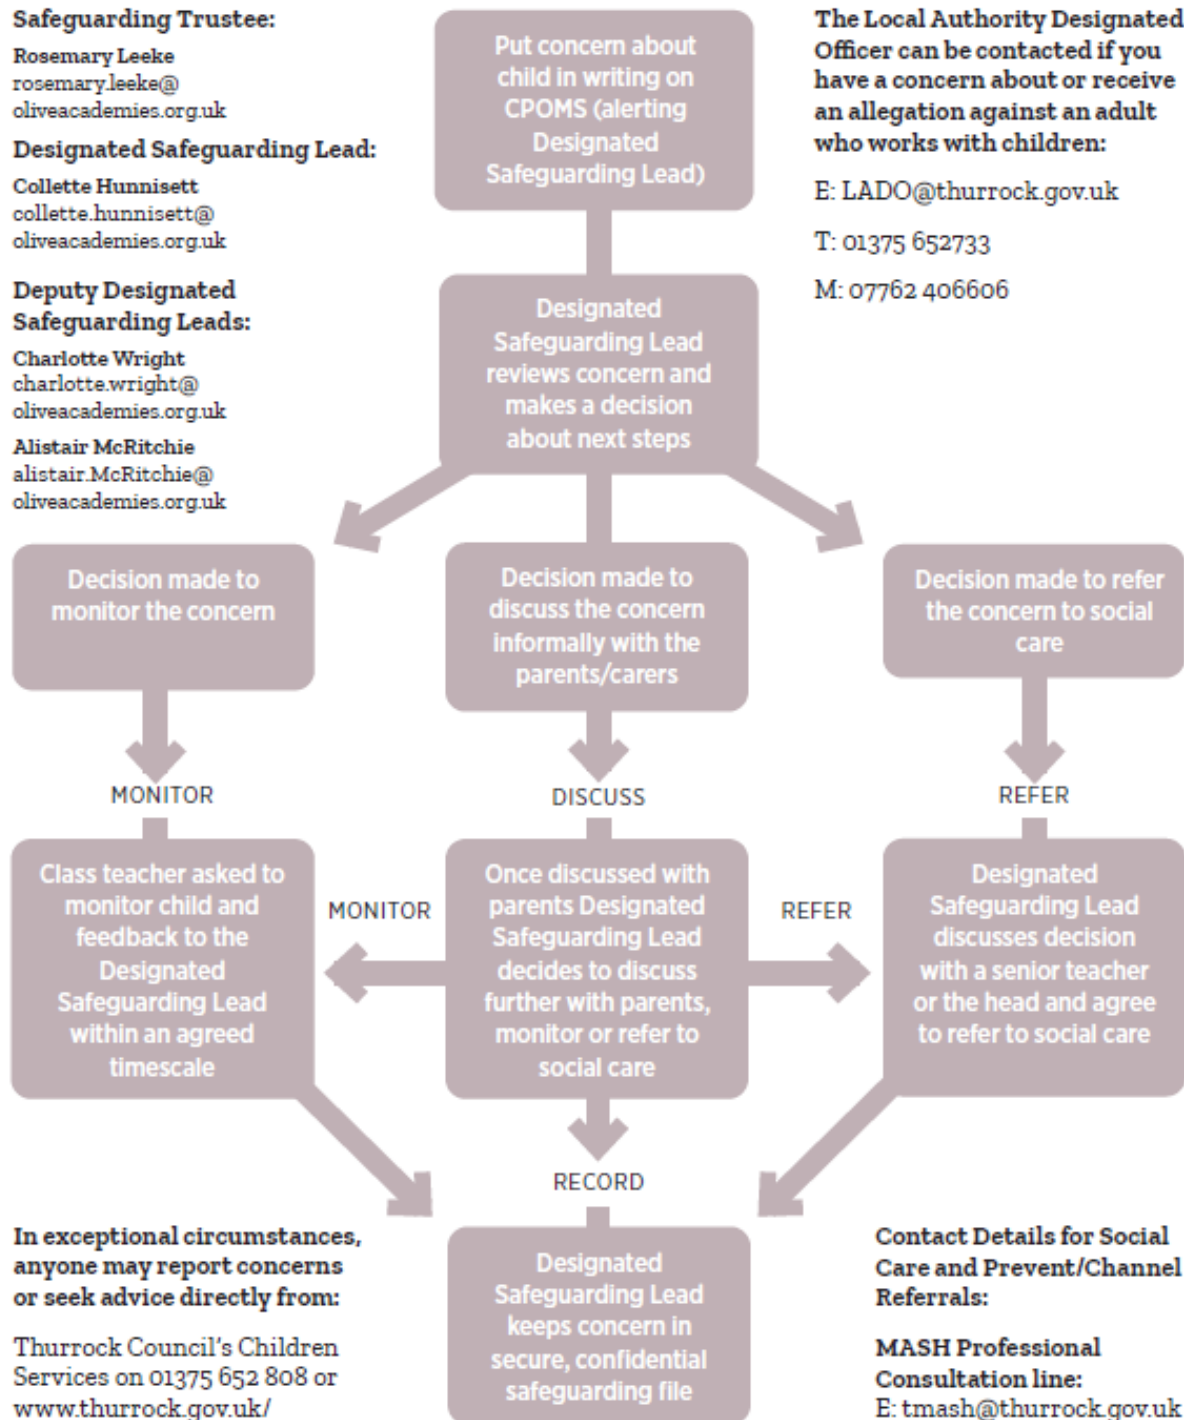 Safeguarding Trustee:
Rosemary Leeke
rosemary.leeke@
oliveacademies.org.uk
Designated Safeguarding Lead:
Collette Hunnisett
collette.hunnisett@
oliveacademies.org.uk
Deputy Designated
Safeguarding Leads:
Charlotte Wright
charlotte.wright@
oliveacademies.org.uk
Alistair McRitchie
alistair.McRitchie@
oliveacademies.org.uk
Put concern about
child in writing on
CPOMS (alerting
Designated
Safeguarding Lead)
The Local Authority Designated
Officer can be contacted if you
have a concern about or receive
an allegation against an adult
who works with children:
E: LADO@thurrock.gov.uk
T: 01375 652733
M: 07762 406606
Designated
Safeguarding Lead
reviews concern and
makes a decision
about next steps
Decision made to
monitor the concern
Decision made to
discuss the concern
informally with the
parents/carers
Decision made to refer
the concern to social
care
MONITOR
DISCUSS
REFER
Class teacher asked to
monitor child and
feedback to the
Designated
Safeguarding Lead
within an agreed
timescale
MONITOR
Once discussed with
parents Designated
Safeguarding Lead
decides to discuss
further with parents,
monitor or refer to
social care
REFER
Designated
Safeguarding Lead
discusses decision
with a senior teacher
or the head and agree
to refer to social care
RECORD
In exceptional circumstances,
anyone may report concerns
or seek advice directly from:
Thurrock Council's Children
Services on 01375 652 808 or
www.thurrock.gov.uk/
Designated
Safeguarding Lead
keeps concern in
secure, confidential
safeguarding file
Contact Details for Social
Care and Prevent/Channel
Referrals:
MASH Professional
Consultation line:
E: tmash@thurrock.gov.uk